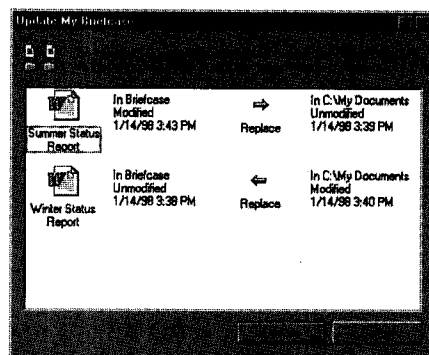 Update My Briefcase
Summer Status
Report
In Briefcase
Modified
1/14/98 3:43 PM
Replace
In C:\My Documents
Unmodified
1/14/98 3:39 PM
Winter Status
Report
In Briefcase
Unmodified
1/14/98 3:38 PM
Replace
In C:\My Documents
Modified
1/14/98 3:40 PM